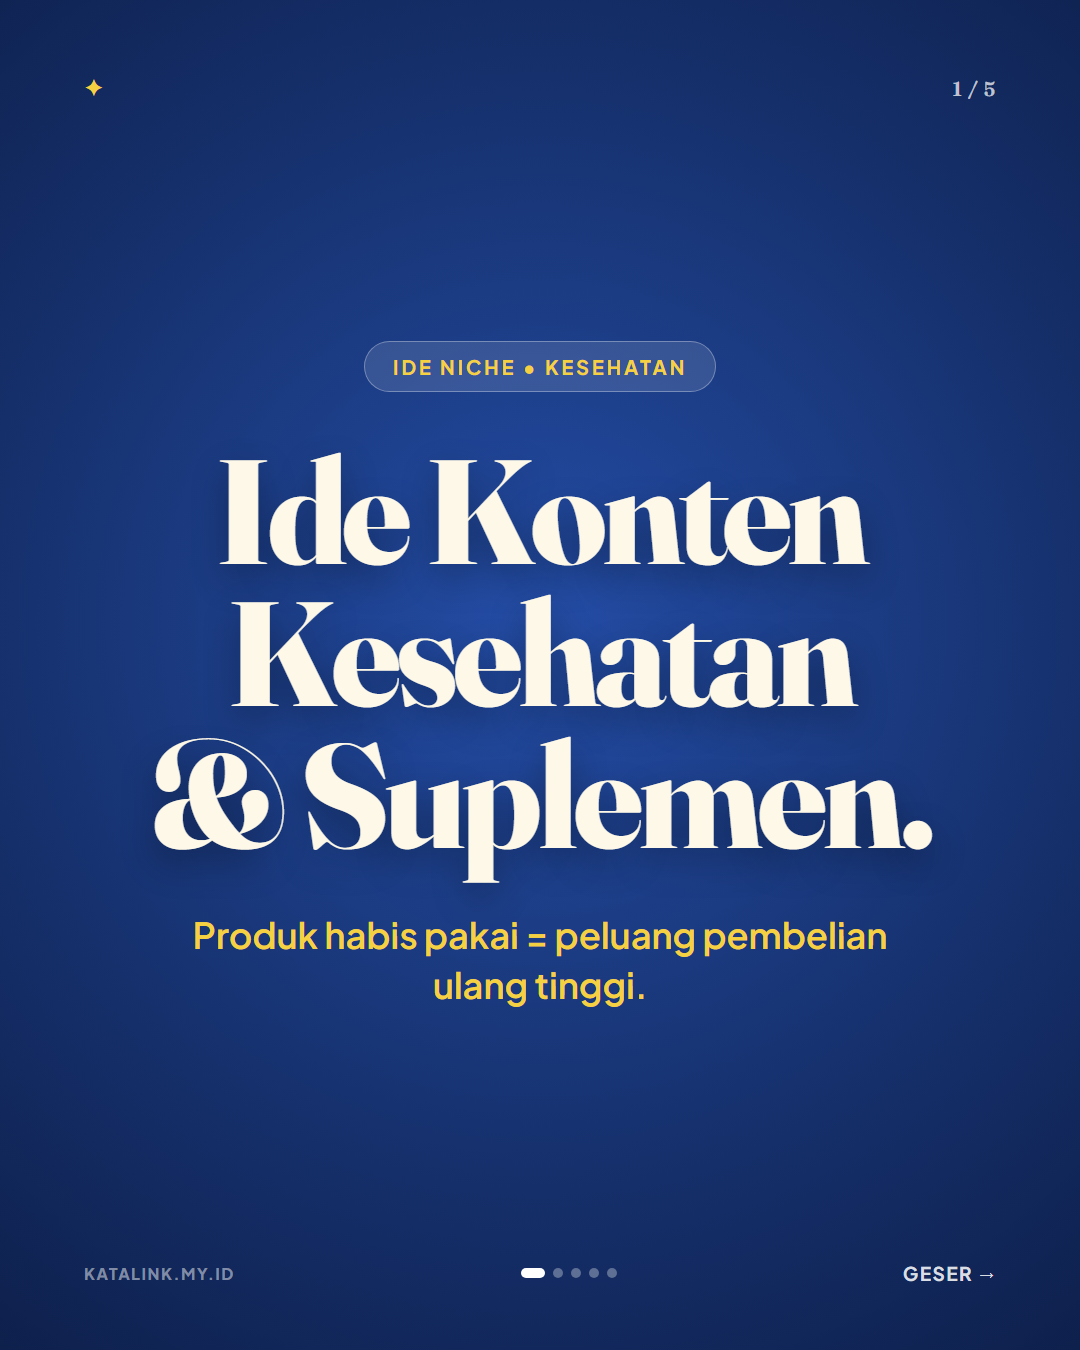 ✦
1 / 5
IDE NICHE • KESEHATAN
Ide Konten
Kesehatan
& Suplemen.
Produk habis pakai = peluang pembelian
ulang tinggi.
KATALINK.MY.ID
GESER →